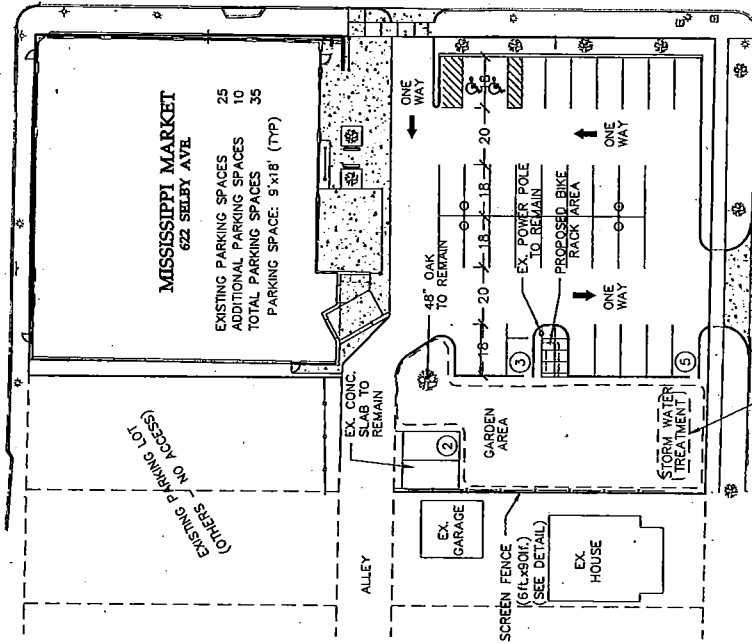 MISSISSIPPI MARKET
622 SELBY AVE.
EXISTING PARKING SPACES 25
ADDITIONAL PARKING SPACES 10
TOTAL PARKING SPACES 35
PARKING SPACE: 9'x18' (TYP)
EXISTING PARKING LOT
(OTHERS / NO ACCESS)
ONE
WAY
18
20
18
18
20
18
ONE
WAY
EX. POWER POLE
TO REMAIN
PROPOSED BIKE
RACK AREA
48" OAK
TO REMAIN
ONE
WAY
3
5
EX. CONC.
SLAB TO
REMAIN
2
GARDEN
AREA
STORM WATER
TREATMENT
ALLEY
EX.
GARAGE
SCREEN FENCE
(6ft.x90lf.)
(SEE DETAIL)
EX.
HOUSE